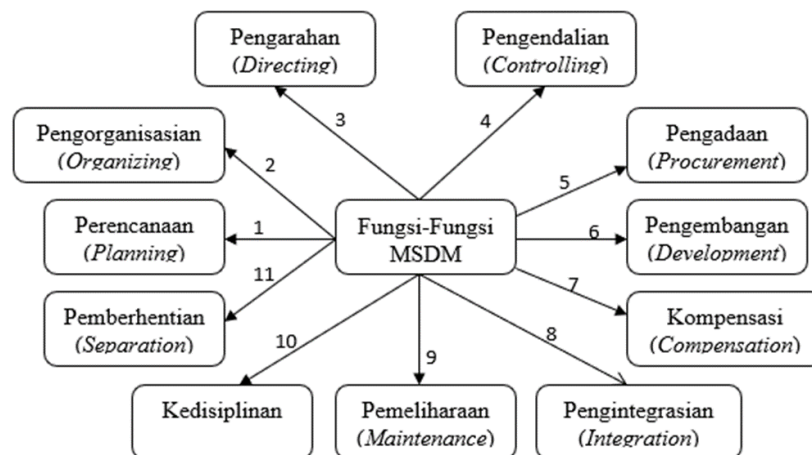 Pengarahan
(Directing)
Pengendalian
(Controlling)
3
4
Pengorganisasian
(Organizing)
2
Pengadaan
(Procurement)
5
Perencanaan
(Planning)
1
Fungsi-Fungsi
MSDM
6
Pengembangan
(Development)
11
Pemberhentian
(Separation)
7
Kompensasi
(Compensation)
10
9
8
Kedisiplinan
Pemeliharaan
(Maintenance)
Pengintegrasian
(Integration)